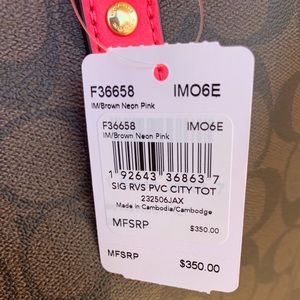 F36658 IMO6E
IM/Brown Neon Pink
F36658 IMO6E
IM/Brown Neon Pink
1 92643 36863 7
SIG RVS PVC CITY TOT
232506JAX
Made in Cambodia/Cambodge
MFSRP $350.00
MFSRP $350.00